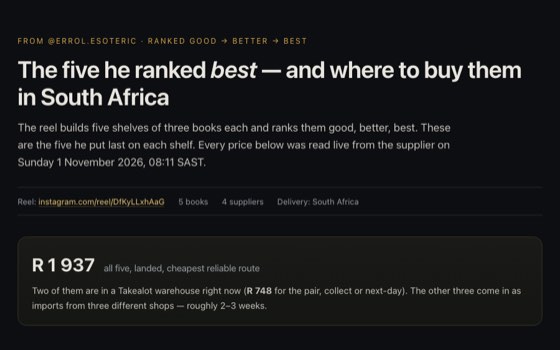 FROM @ERROL.ESOTERIC · RANKED GOOD → BETTER → BEST
The five he ranked best — and where to buy them
in South Africa
The reel builds five shelves of three books each and ranks them good, better, best. These
are the five he put last on each shelf. Every price below was read live from the supplier on
Sunday 1 November 2026, 08:11 SAST.
Reel: instagram.com/reel/DfKyLLxhAaG 5 books 4 suppliers Delivery: South Africa
R 1 937 all five, landed, cheapest reliable route
Two of them are in a Takealot warehouse right now (R 748 for the pair, collect or next-day). The other three come in as
imports from three different shops — roughly 2–3 weeks.